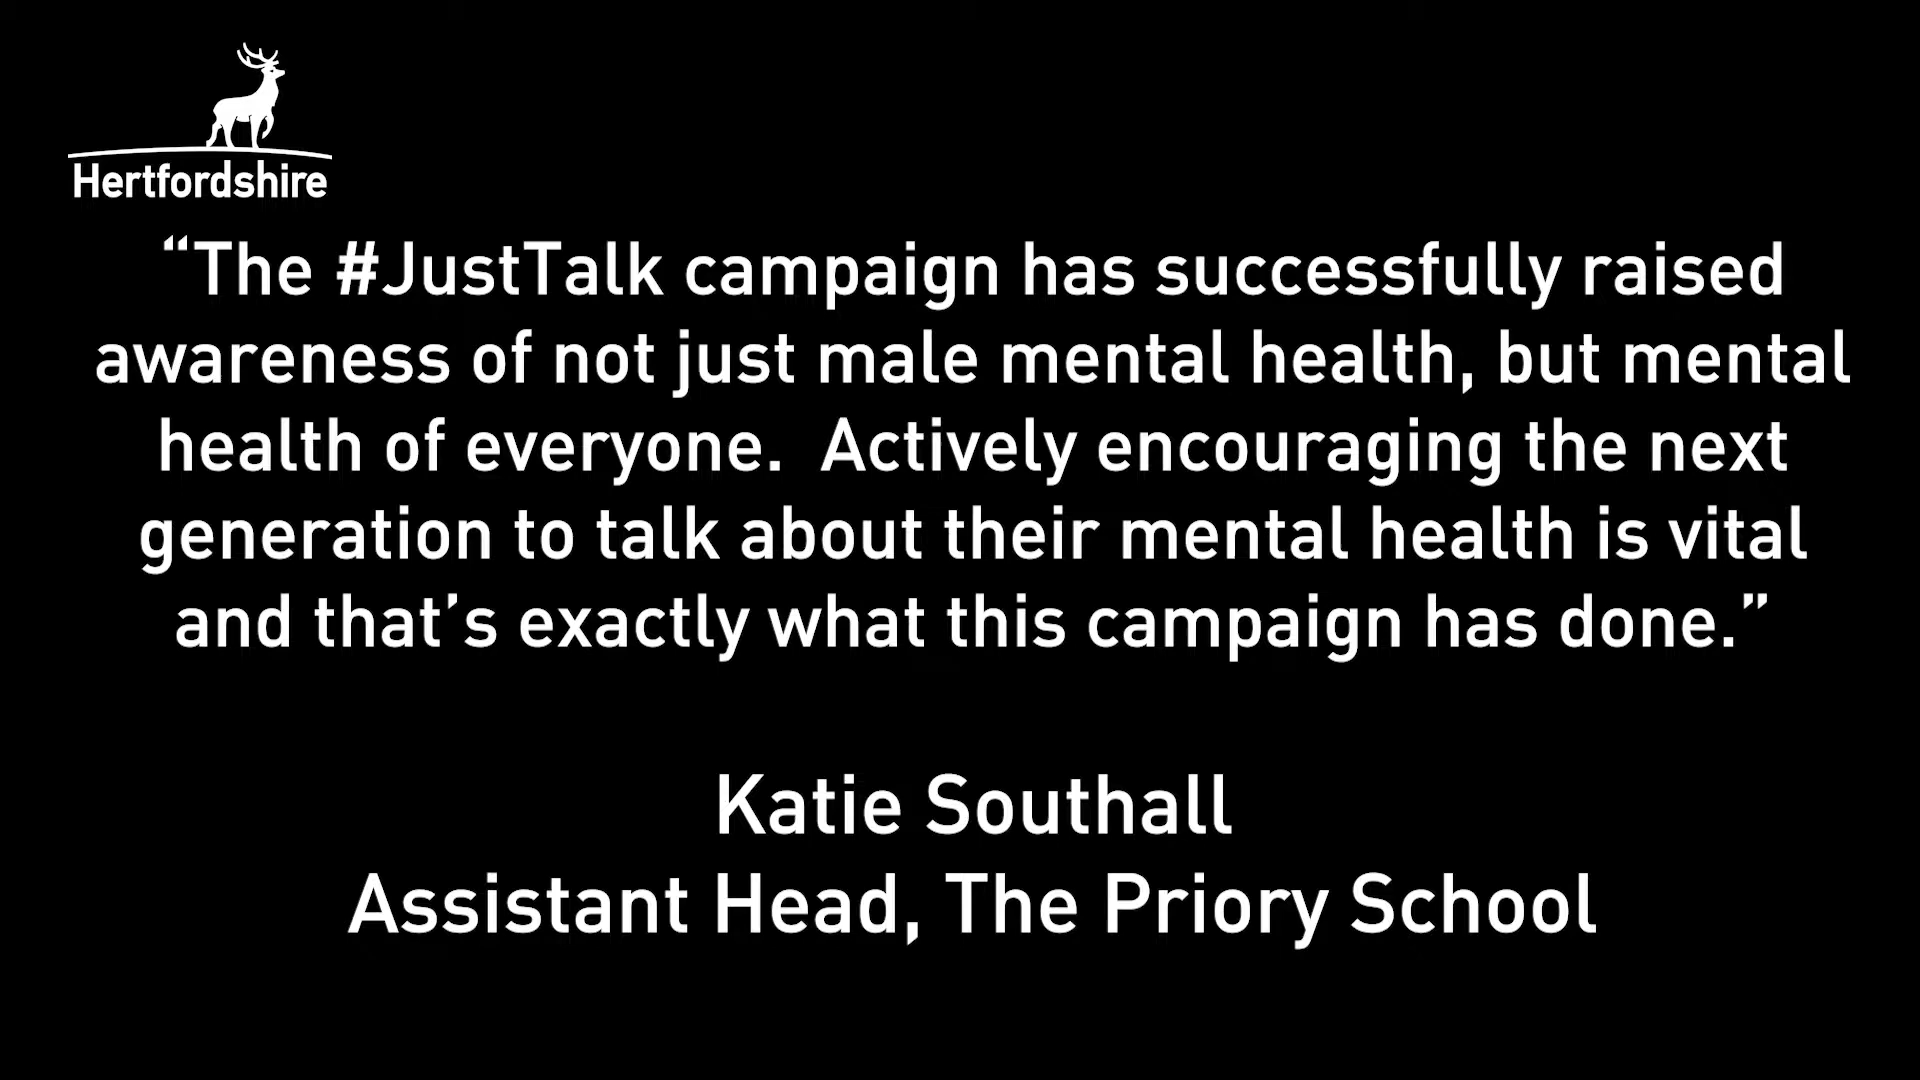 Hertfordshire
“The #JustTalk campaign has successfully raised
awareness of not just male mental health, but mental
health of everyone.  Actively encouraging the next
generation to talk about their mental health is vital
and that’s exactly what this campaign has done.”
Katie Southall
Assistant Head, The Priory School